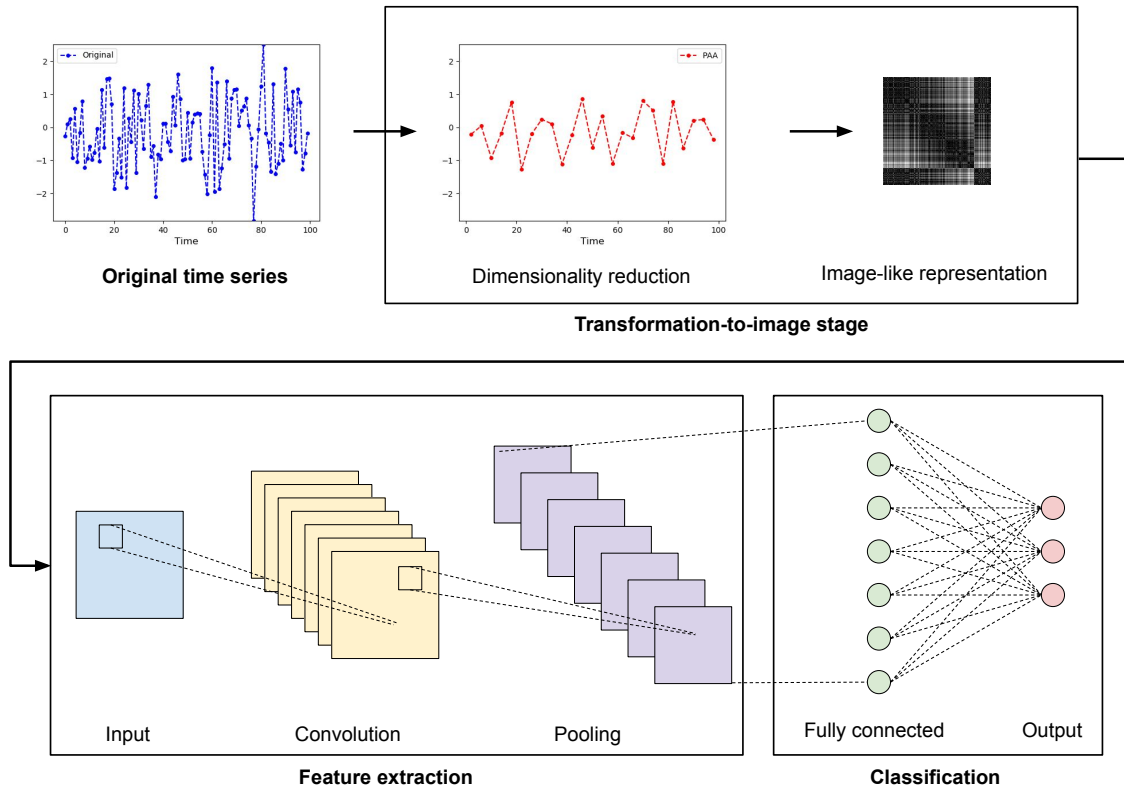 Original
2
1
0
−1
−2
0 20 40 60 80 100
Time
PAA
2
1
0
−1
−2
0 20 40 60 80 100
Time
Original time series
Dimensionality reduction
Image-like representation
Transformation-to-image stage
Input
Convolution
Pooling
Fully connected
Output
Feature extraction
Classification